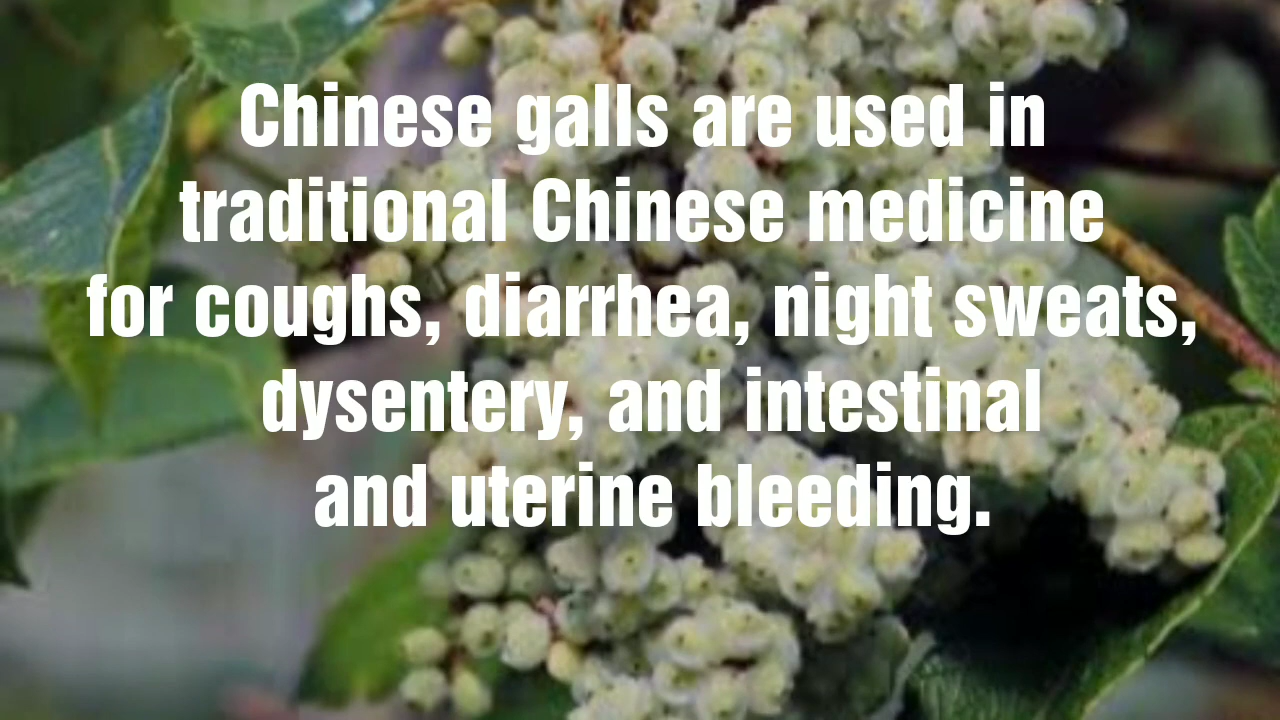 Chinese galls are used in
traditional Chinese medicine
for coughs, diarrhea, night sweats,
dysentery, and intestinal
and uterine bleeding.